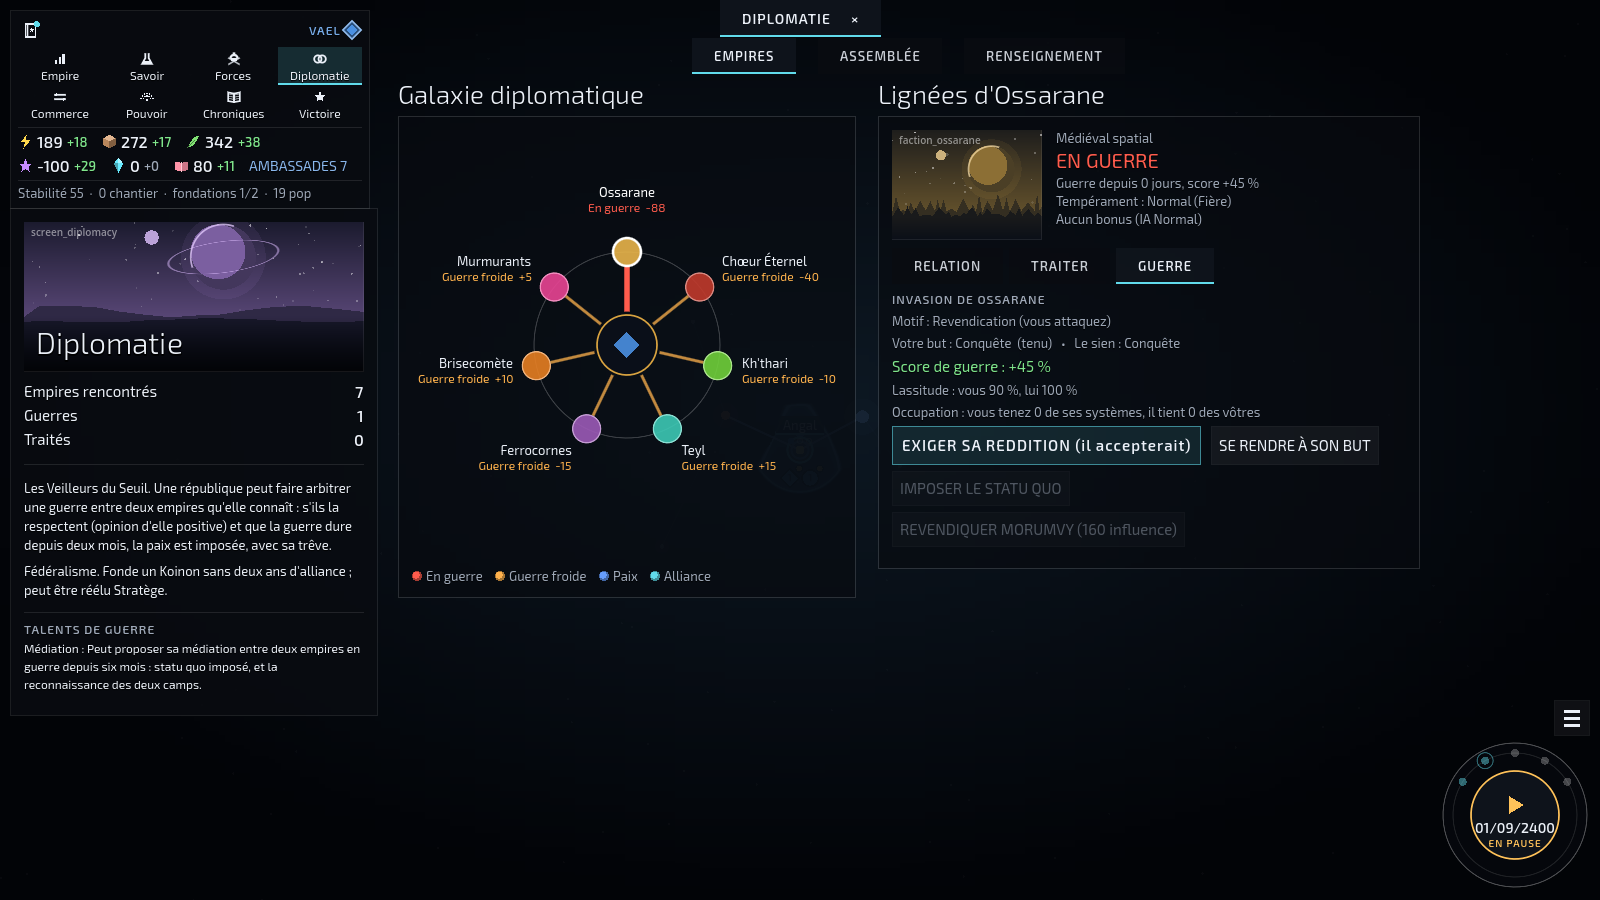 DIPLOMATIE ×
EMPIRES ASSEMBLÉE RENSEIGNEMENT
VAEL
Empire Savoir Forces Diplomatie
Commerce Pouvoir Chroniques Victoire
189 +18 272 +17 342 +38
-100 +29 0 +0 80 +11 AMBASSADES 7
Stabilité 55 · 0 chantier · fondations 1/2 · 19 pop
screen_diplomacy
Diplomatie
Empires rencontrés 7
Guerres 1
Traités 0
Les Veilleurs du Seuil. Une république peut faire arbitrer
une guerre entre deux empires qu'elle connaît : s'ils la
respectent (opinion d'elle positive) et que la guerre dure
depuis deux mois, la paix est imposée, avec sa trêve.
Fédéralisme. Fonde un Koinon sans deux ans d'alliance ;
peut être réélu Stratège.
TALENTS DE GUERRE
Médiation : Peut proposer sa médiation entre deux empires en
guerre depuis six mois : statu quo imposé, et la
reconnaissance des deux camps.
Galaxie diplomatique
Ossarane
En guerre -88
Murmurants
Guerre froide +5
Chœur Éternel
Guerre froide -40
Brisecomète
Guerre froide +10
Kh'thari
Guerre froide -10
Ferrocornes
Guerre froide -15
Teyl
Guerre froide +15
En guerre Guerre froide Paix Alliance
Lignées d'Ossarane
faction_ossarane
Médiéval spatial
EN GUERRE
Guerre depuis 0 jours, score +45 %
Tempérament : Normal (Fière)
Aucun bonus (IA Normal)
RELATION TRAITER GUERRE
INVASION DE OSSARANE
Motif : Revendication (vous attaquez)
Votre but : Conquête (tenu) • Le sien : Conquête
Score de guerre : +45 %
Lassitude : vous 90 %, lui 100 %
Occupation : vous tenez 0 de ses systèmes, il tient 0 des vôtres
EXIGER SA REDDITION (il accepterait) SE RENDRE À SON BUT
IMPOSER LE STATU QUO
REVENDIQUER MORUMVY (160 influence)
01/09/2400
EN PAUSE